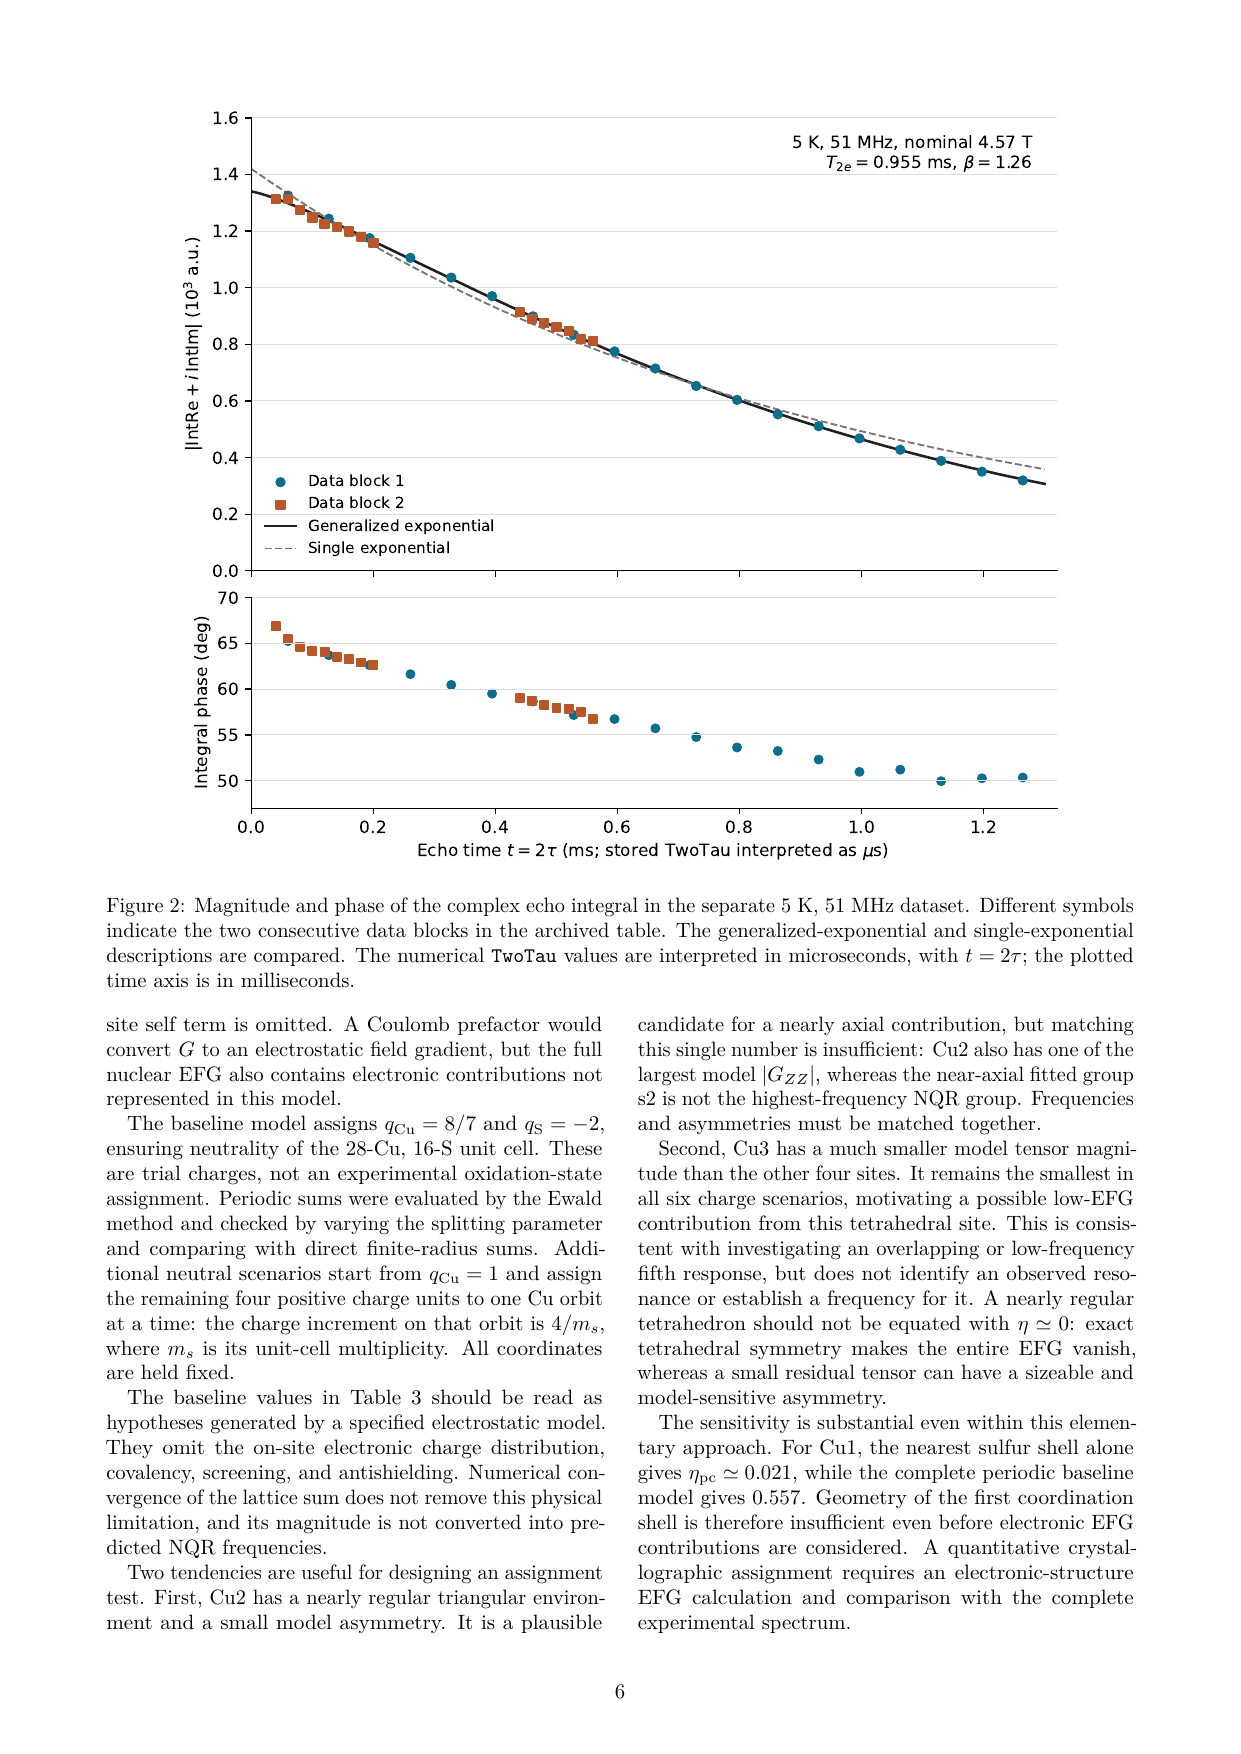 1.6
1.4
1.2
1.0
0.8
0.6
0.4
0.2
0.0
|IntRe + i IntIm| (10³ a.u.)
5 K, 51 MHz, nominal 4.57 T
T₂ₑ = 0.955 ms, β = 1.26
Data block 1
Data block 2
Generalized exponential
Single exponential
70
65
60
55
50
Integral phase (deg)
0.0 0.2 0.4 0.6 0.8 1.0 1.2
Echo time t = 2τ (ms; stored TwoTau interpreted as μs)
Figure 2: Magnitude and phase of the complex echo integral in the separate 5 K, 51 MHz dataset. Different symbols
indicate the two consecutive data blocks in the archived table. The generalized-exponential and single-exponential
descriptions are compared. The numerical TwoTau values are interpreted in microseconds, with t = 2τ; the plotted
time axis is in milliseconds.
site self term is omitted. A Coulomb prefactor would
convert G to an electrostatic field gradient, but the full
nuclear EFG also contains electronic contributions not
represented in this model.
The baseline model assigns q_Cu = 8/7 and q_S = −2,
ensuring neutrality of the 28-Cu, 16-S unit cell. These
are trial charges, not an experimental oxidation-state
assignment. Periodic sums were evaluated by the Ewald
method and checked by varying the splitting parameter
and comparing with direct finite-radius sums. Addi-
tional neutral scenarios start from q_Cu = 1 and assign
the remaining four positive charge units to one Cu orbit
at a time: the charge increment on that orbit is 4/m_s,
where m_s is its unit-cell multiplicity. All coordinates
are held fixed.
The baseline values in Table 3 should be read as
hypotheses generated by a specified electrostatic model.
They omit the on-site electronic charge distribution,
covalency, screening, and antishielding. Numerical con-
vergence of the lattice sum does not remove this physical
limitation, and its magnitude is not converted into pre-
dicted NQR frequencies.
Two tendencies are useful for designing an assignment
test. First, Cu2 has a nearly regular triangular environ-
ment and a small model asymmetry. It is a plausible
candidate for a nearly axial contribution, but matching
this single number is insufficient: Cu2 also has one of the
largest model |G_ZZ|, whereas the near-axial fitted group
s2 is not the highest-frequency NQR group. Frequencies
and asymmetries must be matched together.
Second, Cu3 has a much smaller model tensor magni-
tude than the other four sites. It remains the smallest in
all six charge scenarios, motivating a possible low-EFG
contribution from this tetrahedral site. This is consis-
tent with investigating an overlapping or low-frequency
fifth response, but does not identify an observed reso-
nance or establish a frequency for it. A nearly regular
tetrahedron should not be equated with η ≃ 0: exact
tetrahedral symmetry makes the entire EFG vanish,
whereas a small residual tensor can have a sizeable and
model-sensitive asymmetry.
The sensitivity is substantial even within this elemen-
tary approach. For Cu1, the nearest sulfur shell alone
gives η_pc ≃ 0.021, while the complete periodic baseline
model gives 0.557. Geometry of the first coordination
shell is therefore insufficient even before electronic EFG
contributions are considered. A quantitative crystal-
lographic assignment requires an electronic-structure
EFG calculation and comparison with the complete
experimental spectrum.
6